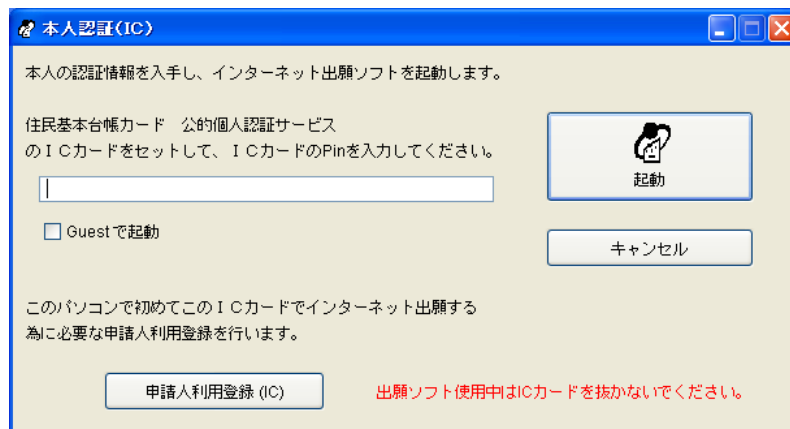 本人認証(IC)
本人の認証情報を入手し、インターネット出願ソフトを起動します。
住民基本台帳カード　公的個人認証サービス
のＩＣカードをセットして、ＩＣカードのPinを入力してください。
起動
Guestで起動
キャンセル
このパソコンで初めてこのＩＣカードでインターネット出願する
為に必要な申請人利用登録を行います。
申請人利用登録 (IC)
出願ソフト使用中はICカードを抜かないでください。